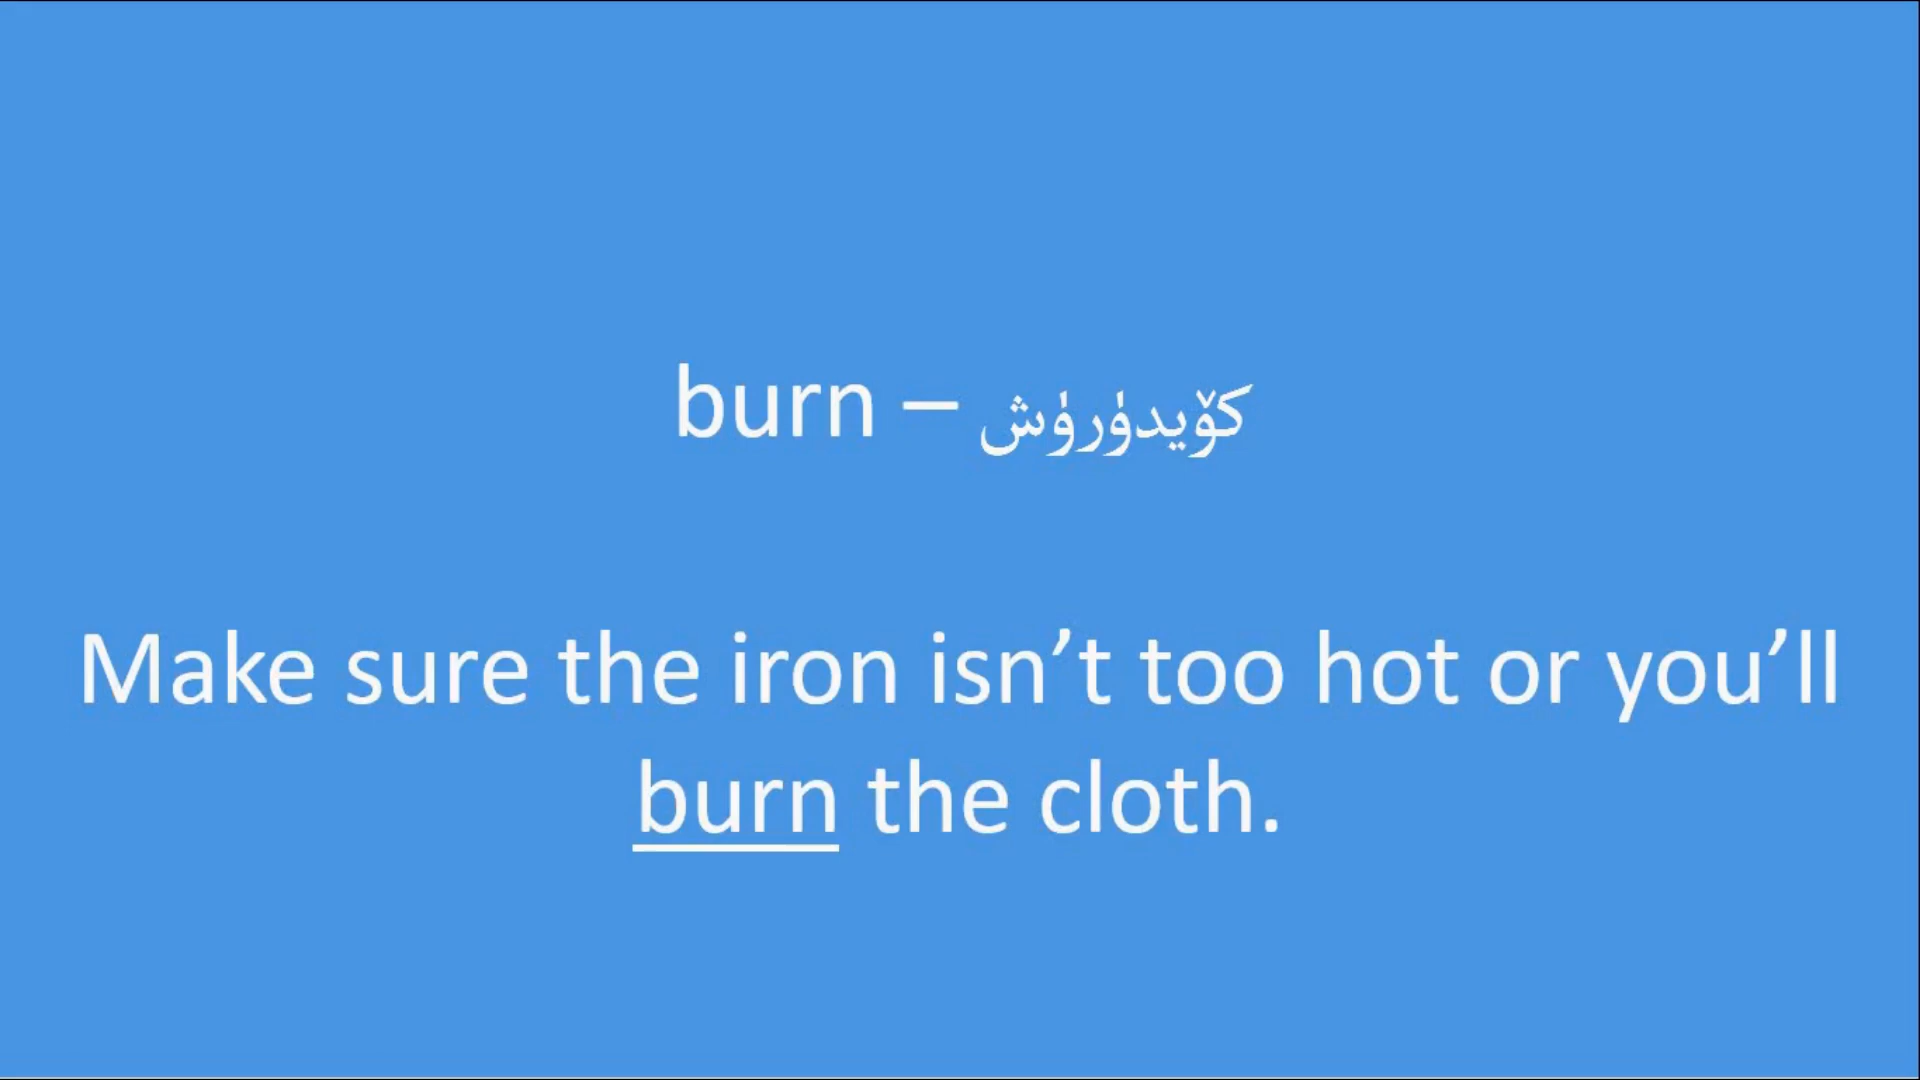 burn – كۆيدۈرۈش
Make sure the iron isn’t too hot or you’ll
burn the cloth.